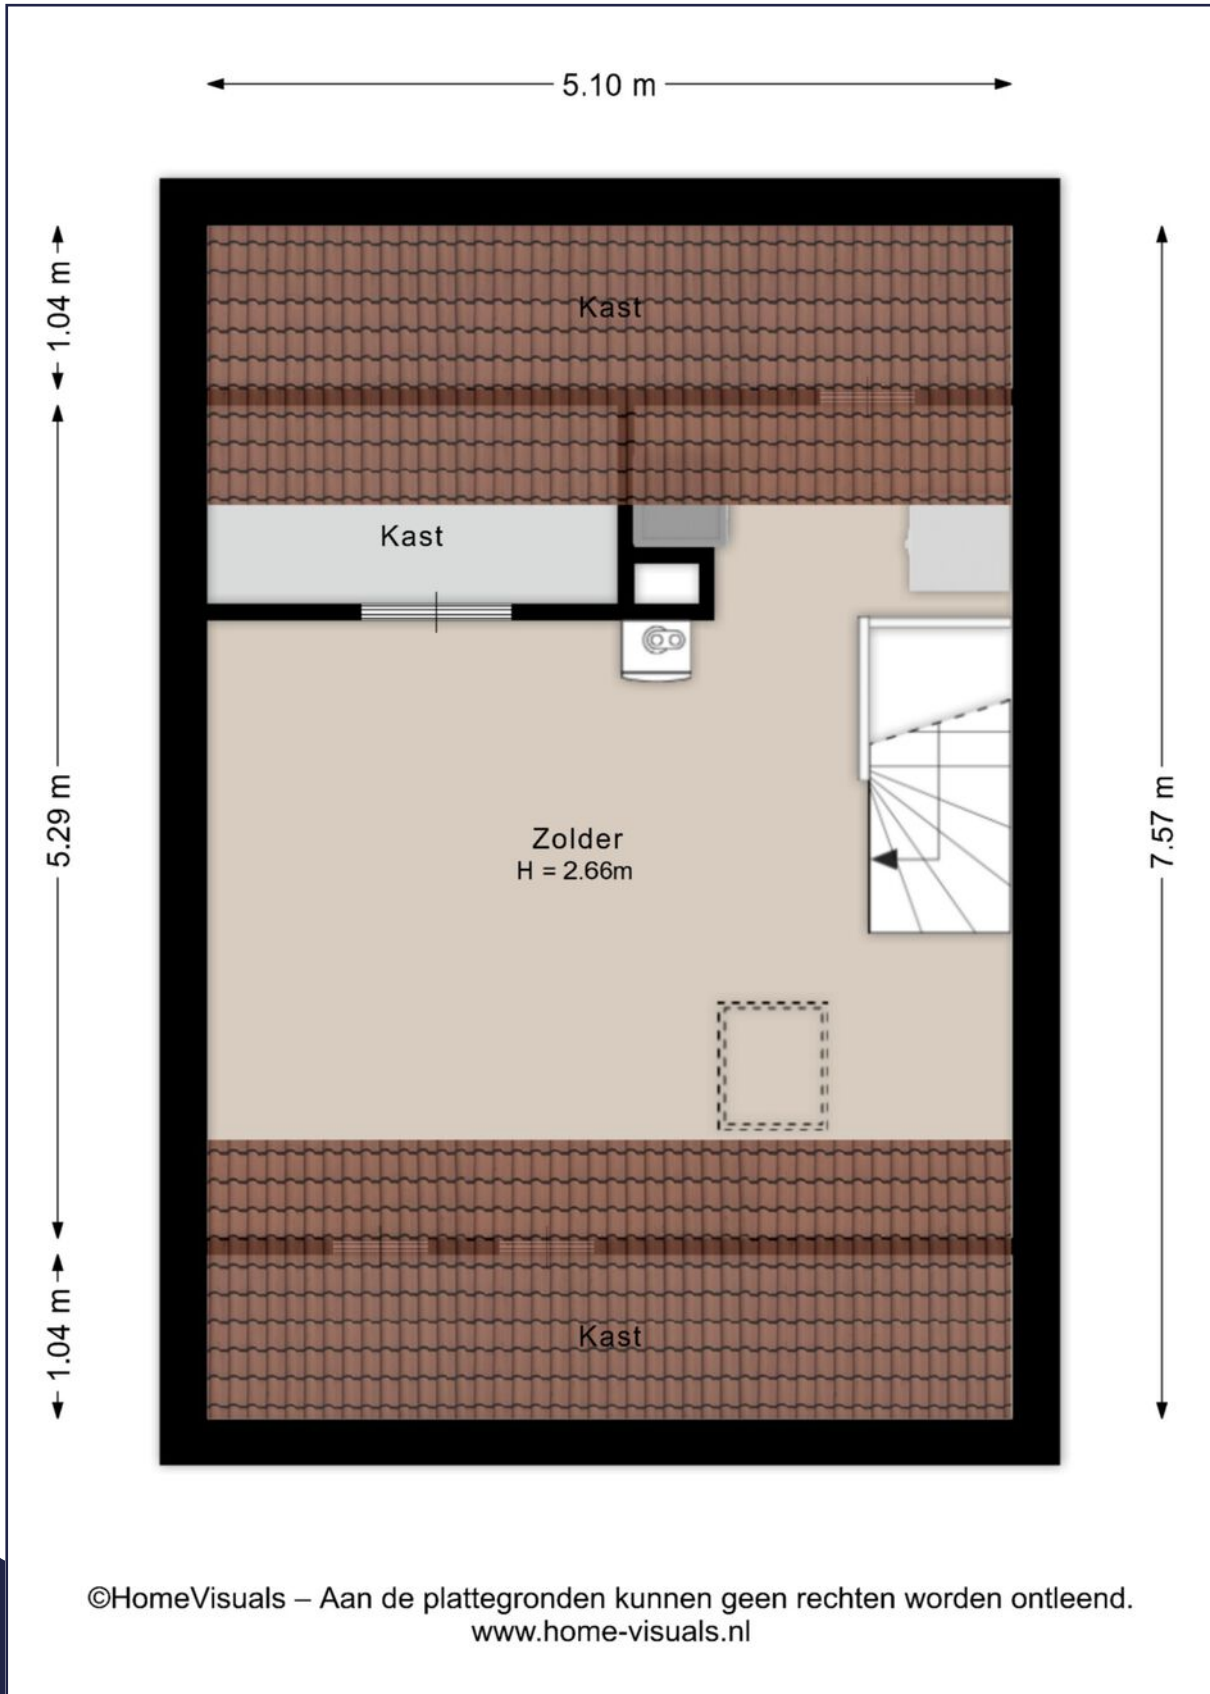 5.10 m
1.04 m
Kast
Kast
5.29 m
7.57 m
Zolder
H = 2.66m
1.04 m
Kast
©HomeVisuals – Aan de plattegronden kunnen geen rechten worden ontleend.
www.home-visuals.nl